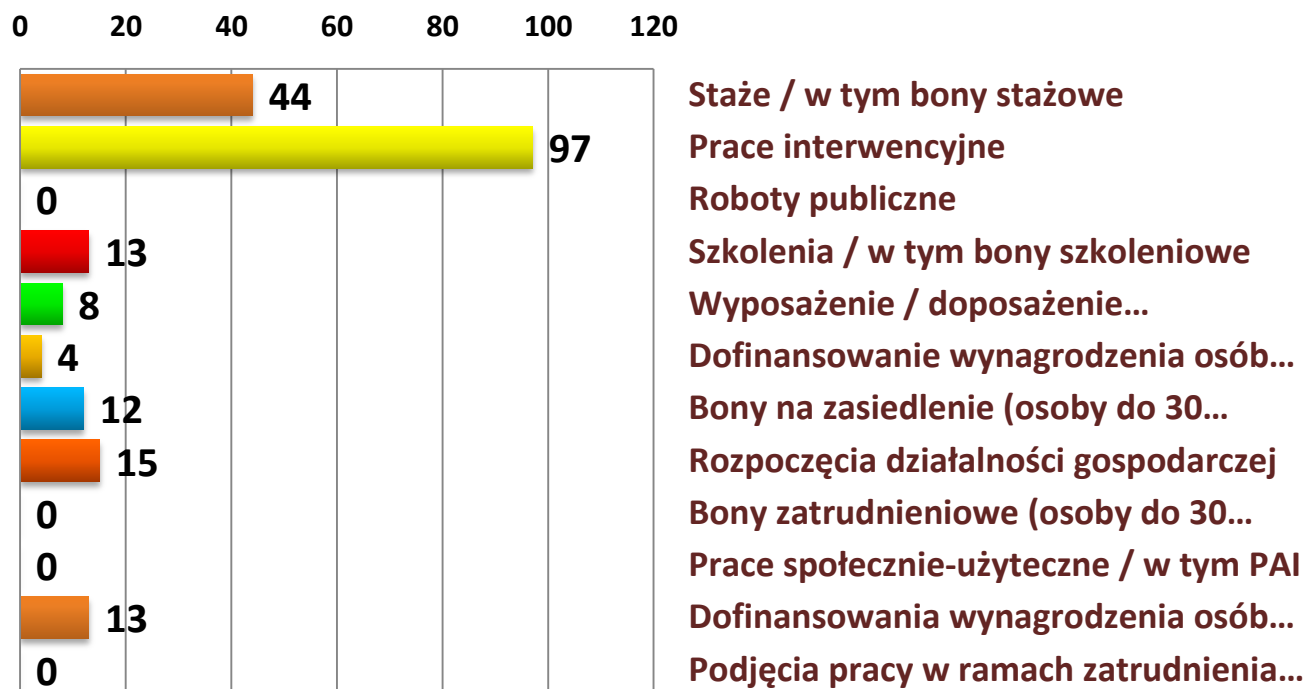 0 20 40 60 80 100 120
44 Staże / w tym bony stażowe
97 Prace interwencyjne
0 Roboty publiczne
13 Szkolenia / w tym bony szkoleniowe
8 Wyposażenie / doposażenie…
4 Dofinansowanie wynagrodzenia osób…
12 Bony na zasiedlenie (osoby do 30…
15 Rozpoczęcia działalności gospodarczej
0 Bony zatrudnieniowe (osoby do 30…
0 Prace społecznie-użyteczne / w tym PAI
13 Dofinansowania wynagrodzenia osób…
0 Podjęcia pracy w ramach zatrudnienia…